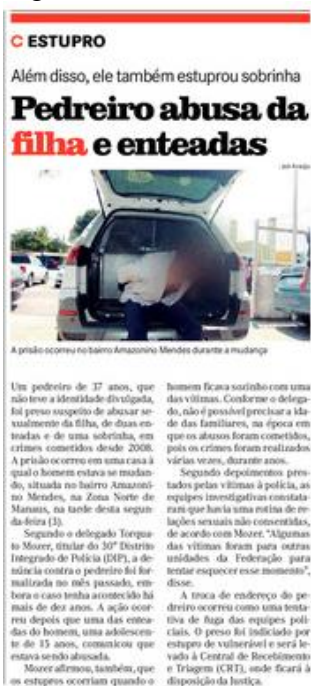 C ESTUPRO
Além disso, ele também estuprou sobrinha
Pedreiro abusa da
filha e enteadas
A prisão ocorreu no bairro Amazonino Mendes durante a mudança
Um pedreiro de 37 anos, que
não teve a identidade divulgada,
foi preso suspeito de abusar se-
xualmente da filha, de duas en-
teadas e de uma sobrinha, em
crimes cometidos desde 2008.
A prisão ocorreu em uma casa à
qual o homem estava se mudan-
do, situada no bairro Amazoni-
no Mendes, na Zona Norte de
Manaus, na tarde desta segun-
da-feira (3).
Segundo o delegado Torqua-
to Mozer, titular do 30º Distrito
Integrado de Polícia (DIP), a de-
núncia contra o pedreiro foi for-
malizada no mês passado, em-
bora o caso tenha acontecido há
mais de dez anos. A ação ocor-
reu depois que uma das entea-
das do homem, uma adolescen-
te de 15 anos, comunicou que
estava sendo abusada.
Mozer afirmou, também, que
os estupros ocorriam quando o
homem ficava sozinho com uma
das vítimas. Conforme o delega-
do, não é possível precisar a ida-
de das familiares, na época em
que os abusos foram cometidos,
pois os crimes foram realizados
várias vezes, durante anos.
Segundo depoimentos pres-
tados pelas vítimas à polícia, as
equipes investigativas constata-
ram que havia uma rotina de re-
lações sexuais não consentidas,
de acordo com Mozer. "Algumas
das vítimas foram para outras
unidades da Federação para
tentar esquecer esse momento",
disse.
A troca de endereço do pe-
dreiro ocorreu como uma tenta-
tiva de fuga das equipes poli-
ciais. O preso foi indiciado por
estupro de vulnerável e será le-
vado à Central de Recebimento
e Triagem (CRT), onde ficará à
disposição da Justiça.